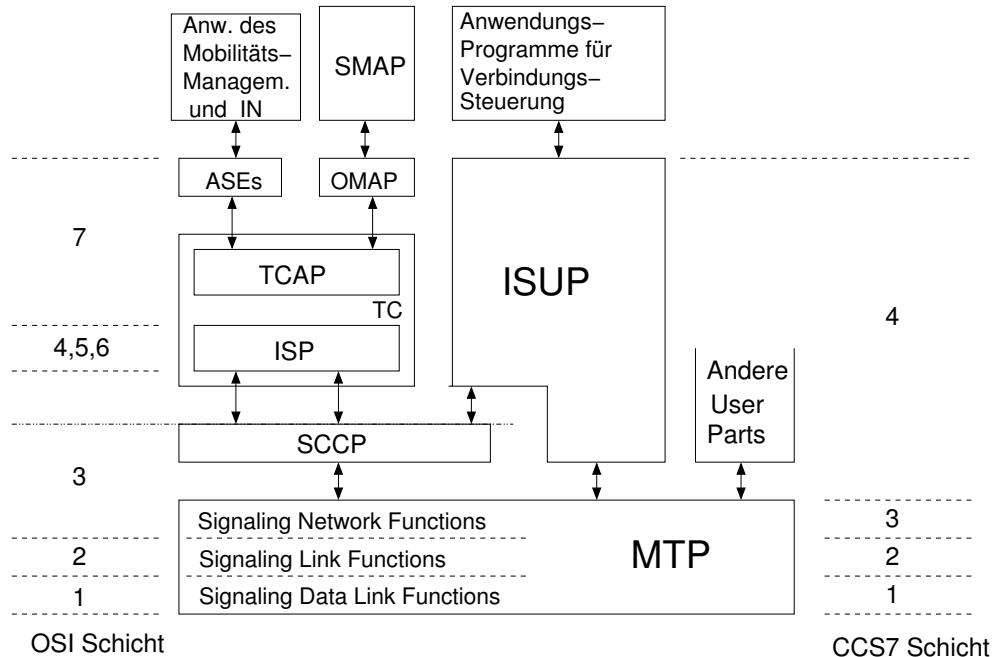 Anw. des
Mobilitäts–
Managem.
und IN
SMAP
Anwendungs–
Programme für
Verbindungs–
Steuerung
ASEs
OMAP
7
TCAP
TC
ISUP
4
4,5,6
ISP
Andere
User
Parts
SCCP
3
Signaling Network Functions
3
2
Signaling Link Functions
MTP
2
1
Signaling Data Link Functions
1
OSI Schicht
CCS7 Schicht